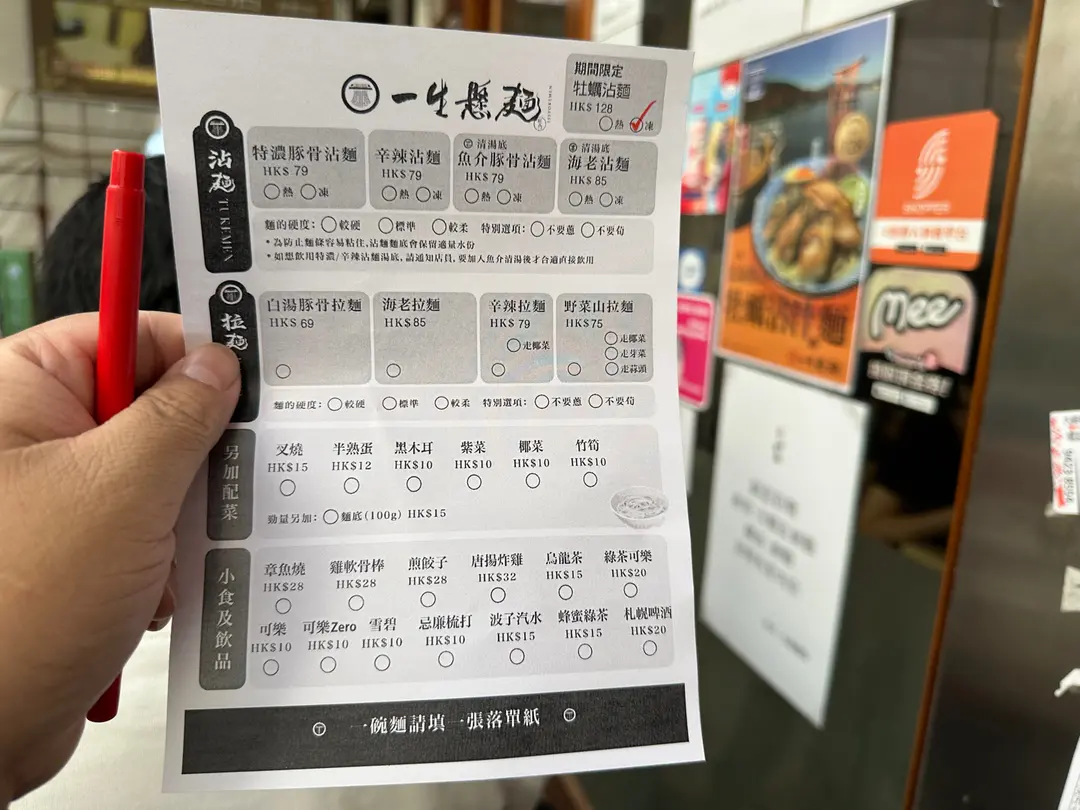 一生懸麵
期間限定
牡蠣沾麵
HK$ 128
熱 凍
沾麵 TUKEMEN
特濃豚骨沾麵
HK$ 79
熱 凍
辛辣沾麵
HK$ 79
熱 凍
清湯底
魚介豚骨沾麵
HK$ 79
熱 凍
清湯底
海老沾麵
HK$ 85
熱 凍
麵的硬度: 較硬 標準 較柔 特別選項: 不要蔥 不要筍
* 為防止麵條容易粘住,沾麵麵底會保留適量水份
* 如想飲用特濃/辛辣沾麵湯底, 請通知店員, 要加入魚介清湯後才合適直接飲用
拉麵
白湯豚骨拉麵
HK$ 69
海老拉麵
HK$ 85
辛辣拉麵
HK$ 79
走椰菜
野菜山拉麵
HK$75
走椰菜
走芽菜
走蒜頭
麵的硬度: 較硬 標準 較柔 特別選項: 不要蔥 不要筍
另加配菜
叉燒 半熟蛋 黑木耳 紫菜 椰菜 竹筍
HK$15 HK$12 HK$10 HK$10 HK$10 HK$10
勁量另加: 麵底(100g) HK$15
小食及飲品
章魚燒 雞軟骨棒 煎餃子 唐揚炸雞 烏龍茶 綠茶可樂
HK$28 HK$28 HK$28 HK$32 HK$15 HK$20
可樂 可樂Zero 雪碧 忌廉梳打 波子汽水 蜂蜜綠茶 札幌啤酒
HK$10 HK$10 HK$10 HK$10 HK$15 HK$15 HK$20
一碗麵請填一張落單紙
Mee